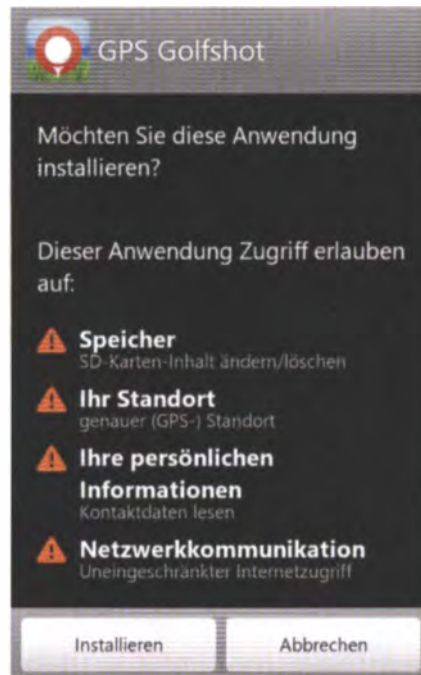 GPS Golfshot
Möchten Sie diese Anwendung
installieren?
Dieser Anwendung Zugriff erlauben
auf:
Speicher
SD-Karten-Inhalt ändern/löschen
Ihr Standort
genauer (GPS-) Standort
Ihre persönlichen
Informationen
Kontaktdaten lesen
Netzwerkkommunikation
Uneingeschränkter Internetzugriff
Installieren
Abbrechen